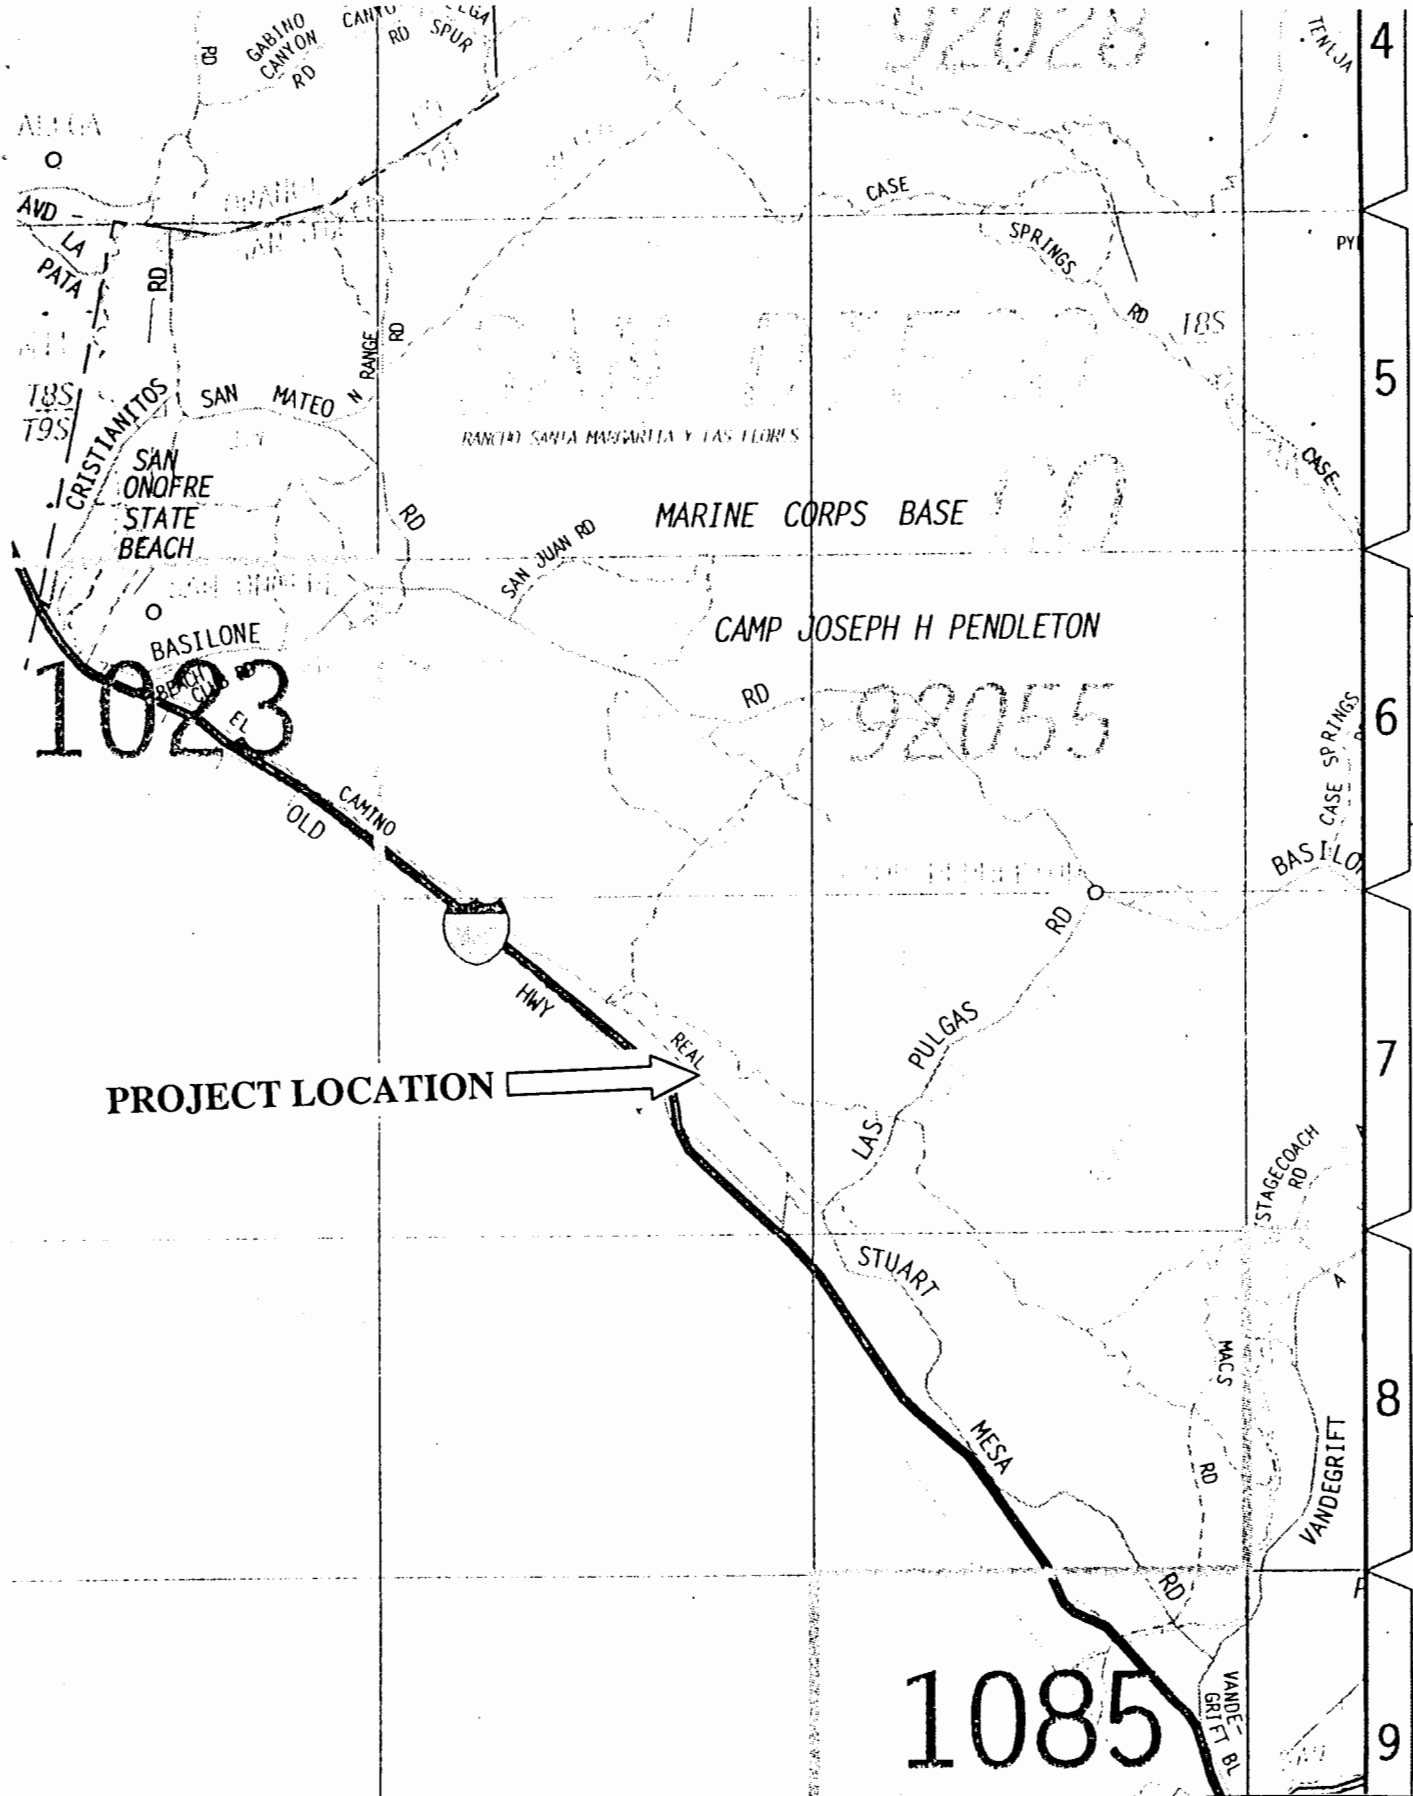 GABINO
CANYON
RD
RD
RD
SPUR
92028
TENIJA
4
AVD
LA
PATA
RD
CASE
SPRINGS
RD
T8S
N RANGE
RD
5
T8S
T9S
CRISTIANITOS
SAN MATEO
RD
RANCHO SANTA MARGARITA Y LAS FLORES
SAN
ONOFRE
STATE
BEACH
CASE
MARINE CORPS BASE
CO
SAN JUAN RD
CAMP JOSEPH H PENDLETON
BASILONE
RD
92055
BEACH
CLUB RD
1023
EL
CAMINO
OLD
CASE SPRINGS
6
BASILO
RD
HWY
REAL
PULGAS
LAS
7
PROJECT LOCATION
STAGECOACH
RD
STUART
MESA
RD
MACS
RD
VANDEGRIFT
8
1085
VANDE-
GRIFT BL
9